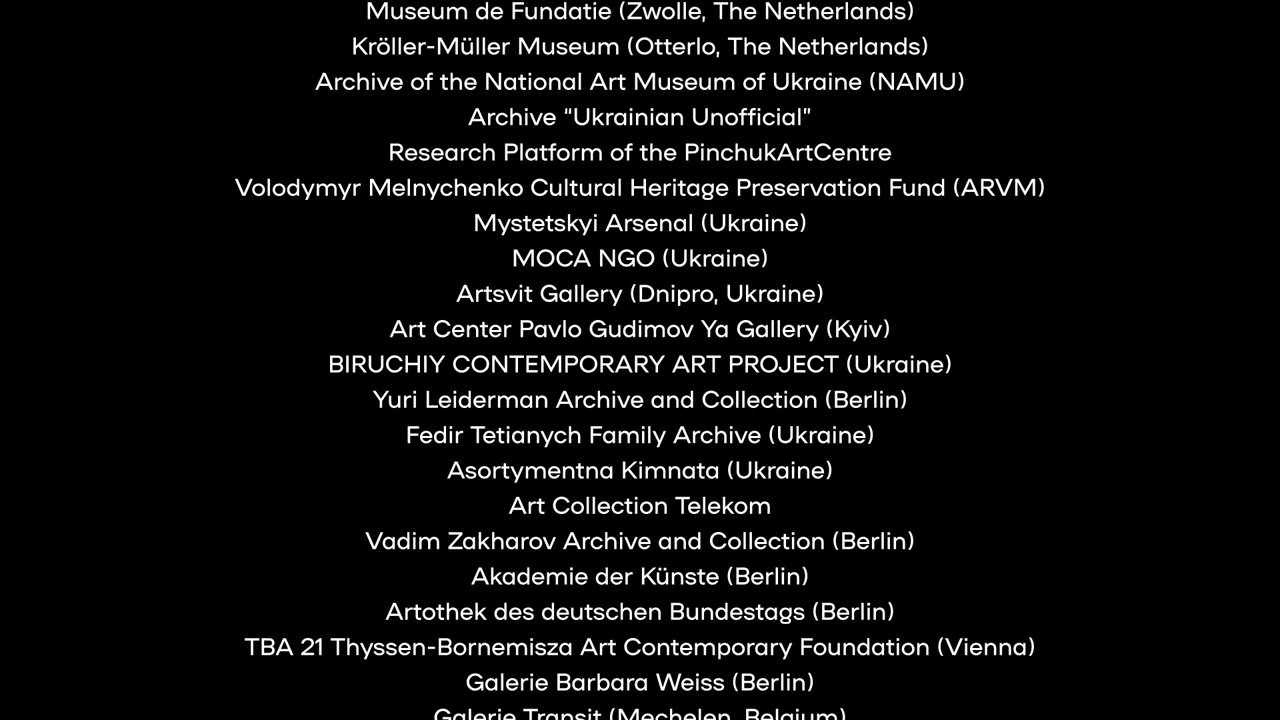 Museum de Fundatie (Zwolle, The Netherlands)
Kröller-Müller Museum (Otterlo, The Netherlands)
Archive of the National Art Museum of Ukraine (NAMU)
Archive “Ukrainian Unofficial”
Research Platform of the PinchukArtCentre
Volodymyr Melnychenko Cultural Heritage Preservation Fund (ARVM)
Mystetskyi Arsenal (Ukraine)
MOCA NGO (Ukraine)
Artsvit Gallery (Dnipro, Ukraine)
Art Center Pavlo Gudimov Ya Gallery (Kyiv)
BIRUCHIY CONTEMPORARY ART PROJECT (Ukraine)
Yuri Leiderman Archive and Collection (Berlin)
Fedir Tetianych Family Archive (Ukraine)
Asortymentna Kimnata (Ukraine)
Art Collection Telekom
Vadim Zakharov Archive and Collection (Berlin)
Akademie der Künste (Berlin)
Artothek des deutschen Bundestags (Berlin)
TBA 21 Thyssen-Bornemisza Art Contemporary Foundation (Vienna)
Galerie Barbara Weiss (Berlin)
Galerie Transit (Mechelen, Belgium)